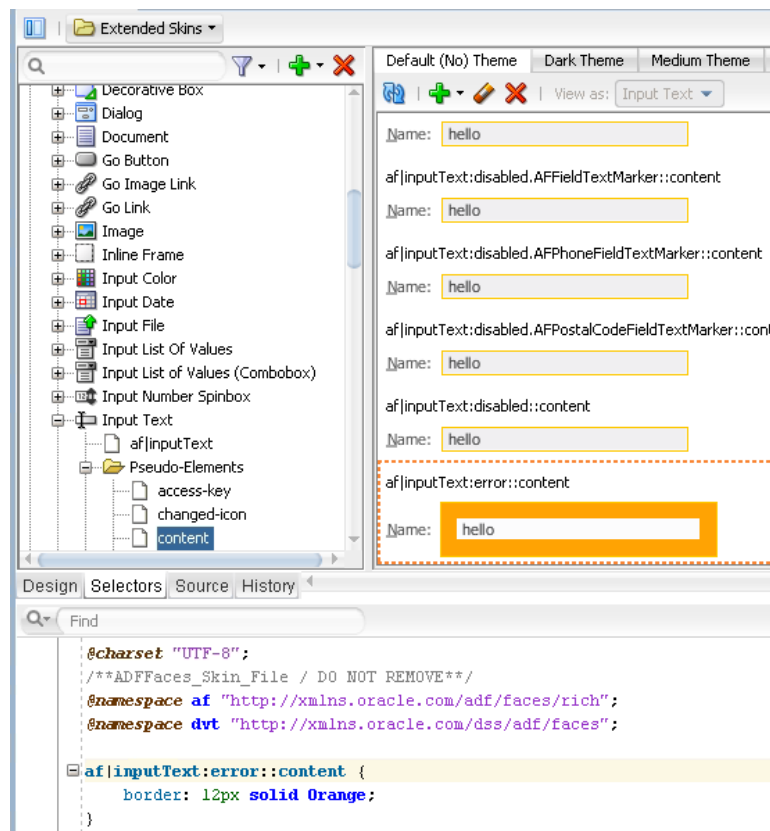 Extended Skins
Decorative Box
Dialog
Document
Go Button
Go Image Link
Go Link
Image
Inline Frame
Input Color
Input Date
Input File
Input List Of Values
Input List of Values (Combobox)
Input Number Spinbox
Input Text
af|inputText
Pseudo-Elements
access-key
changed-icon
content
Default (No) Theme
Dark Theme
Medium Theme
View as: Input Text
Name: hello
af|inputText:disabled.AFFieldTextMarker::content
Name: hello
af|inputText:disabled.AFPhoneFieldTextMarker::content
Name: hello
af|inputText:disabled.AFPostalCodeFieldTextMarker::cont
Name: hello
af|inputText:disabled::content
Name: hello
af|inputText:error::content
Name: hello
Design Selectors Source History
Find
@charset "UTF-8";
/**ADFFaces_Skin_File / DO NOT REMOVE**/
@namespace af "http://xmlns.oracle.com/adf/faces/rich";
@namespace dvt "http://xmlns.oracle.com/dss/adf/faces";
af|inputText:error::content {
border: 12px solid Orange;
}